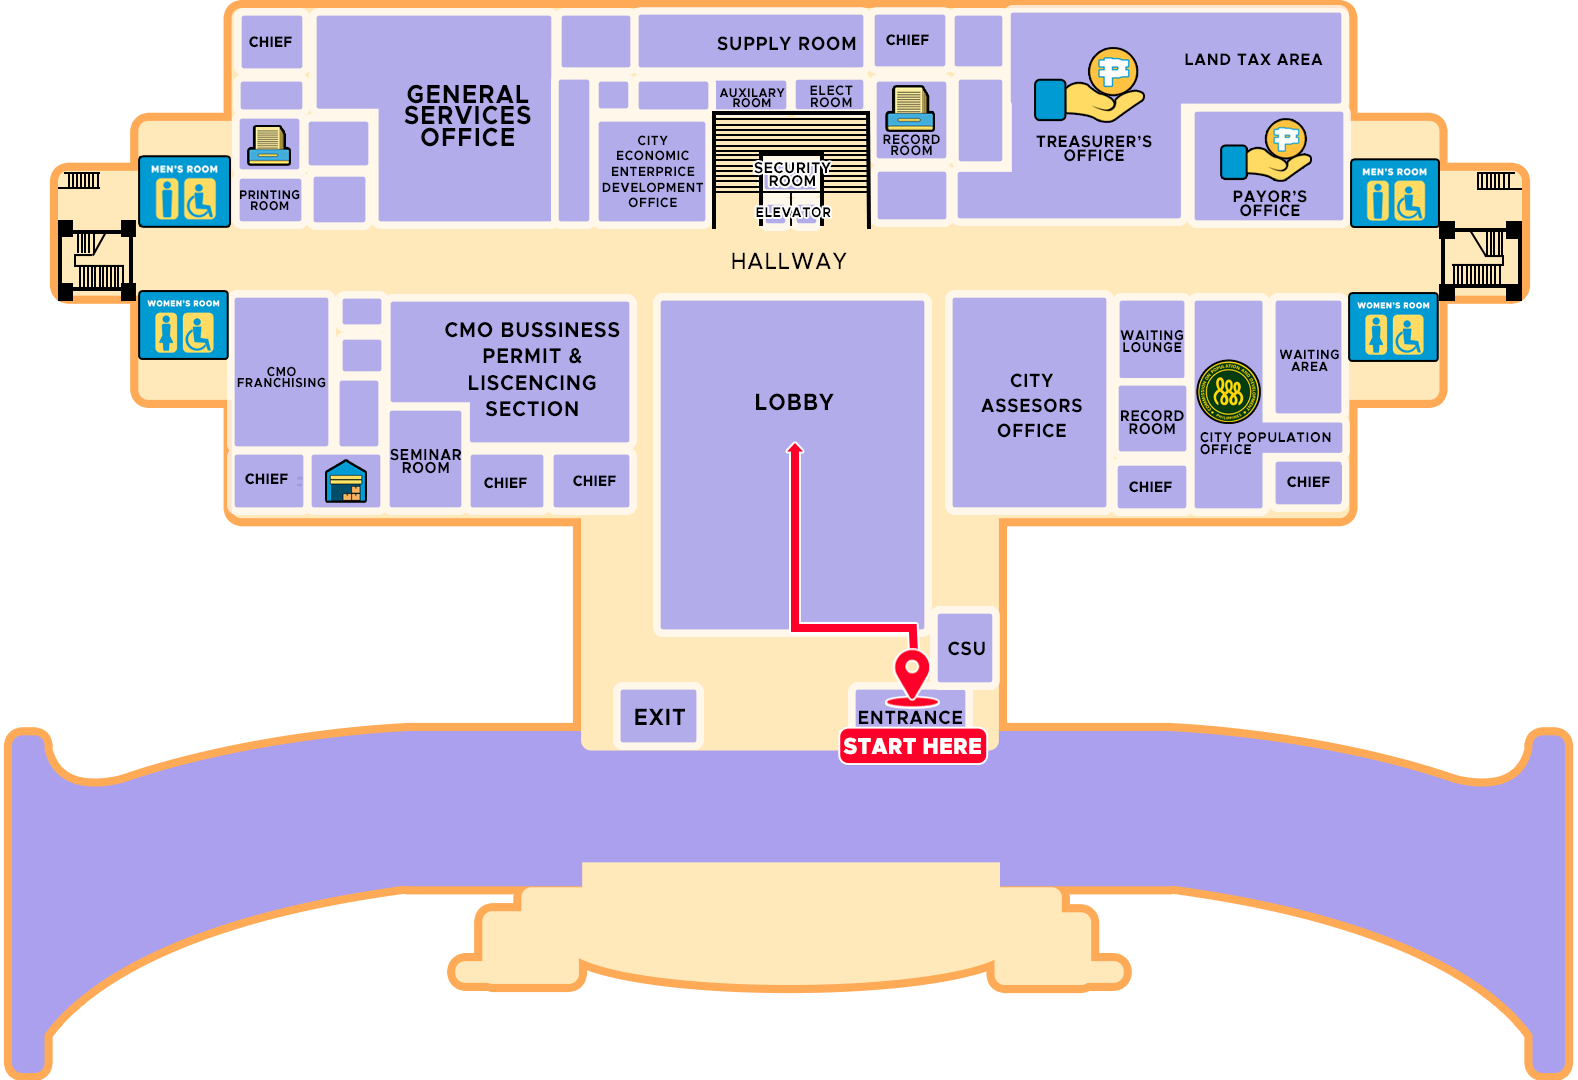 CHIEF
GENERAL
SERVICES
OFFICE
PRINTING
ROOM
MEN'S ROOM
SUPPLY ROOM
AUXILARY
ROOM
ELECT
ROOM
CITY
ECONOMIC
ENTERPRICE
DEVELOPMENT
OFFICE
SECURITY
ROOM
ELEVATOR
CHIEF
RECORD
ROOM
LAND TAX AREA
TREASURER'S
OFFICE
PAYOR'S
OFFICE
MEN'S ROOM
HALLWAY
WOMEN'S ROOM
CMO
FRANCHISING
CMO BUSSINESS
PERMIT &
LISCENCING
SECTION
SEMINAR
ROOM
CHIEF
CHIEF
CHIEF
LOBBY
CITY
ASSESORS
OFFICE
WAITING
LOUNGE
RECORD
ROOM
CHIEF
CITY POPULATION
OFFICE
WAITING
AREA
CHIEF
WOMEN'S ROOM
CSU
EXIT
ENTRANCE
START HERE